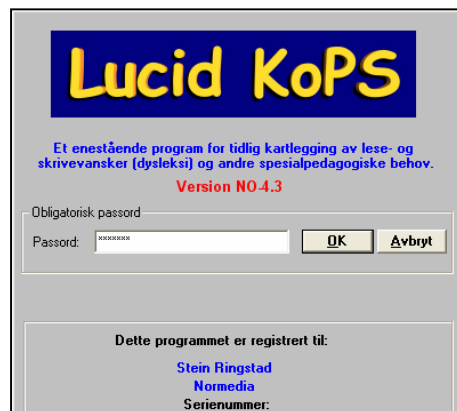 Lucid KoPS
Et enestående program for tidlig kartlegging av lese- og
skrivevansker (dysleksi) og andre spesialpedagogiske behov.
Version NO-4.3
Obligatorisk passord
Passord: ******* OK Avbryt
Dette programmet er registrert til:
Stein Ringstad
Normedia
Serienummer: